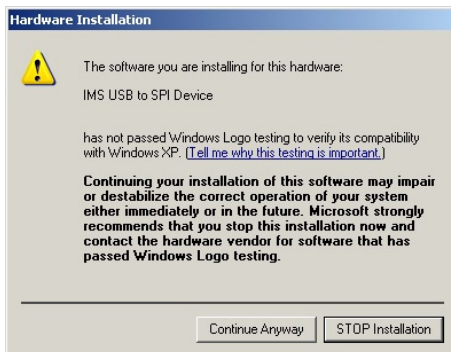 Hardware Installation
The software you are installing for this hardware:
IMS USB to SPI Device
has not passed Windows Logo testing to verify its compatibility
with Windows XP. (Tell me why this testing is important.)
Continuing your installation of this software may impair
or destabilize the correct operation of your system
either immediately or in the future. Microsoft strongly
recommends that you stop this installation now and
contact the hardware vendor for software that has
passed Windows Logo testing.
Continue Anyway STOP Installation